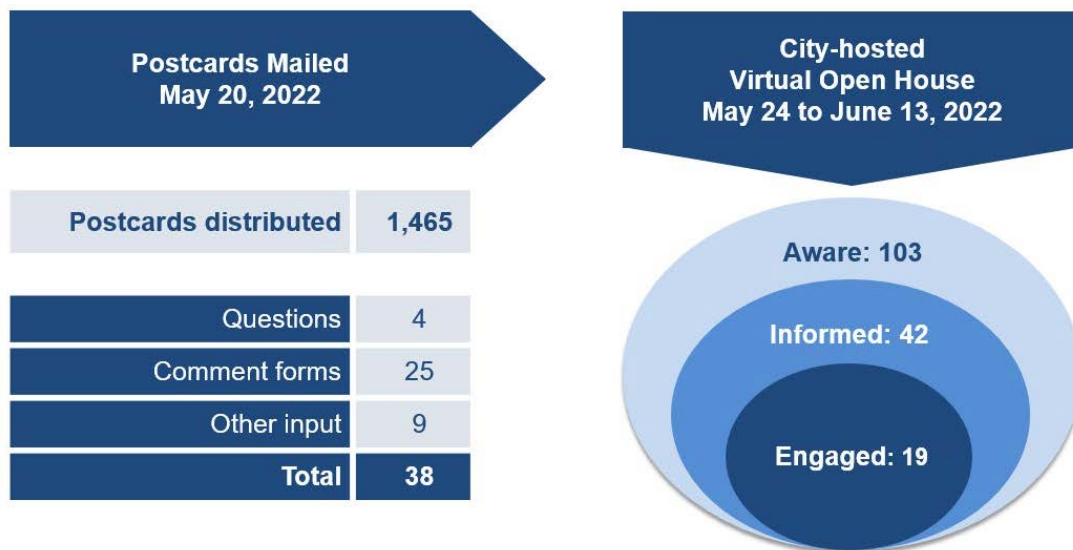 Postcards Mailed
May 20, 2022
Postcards distributed 1,465
Questions 4
Comment forms 25
Other input 9
Total 38
City-hosted
Virtual Open House
May 24 to June 13, 2022
Aware: 103
Informed: 42
Engaged: 19